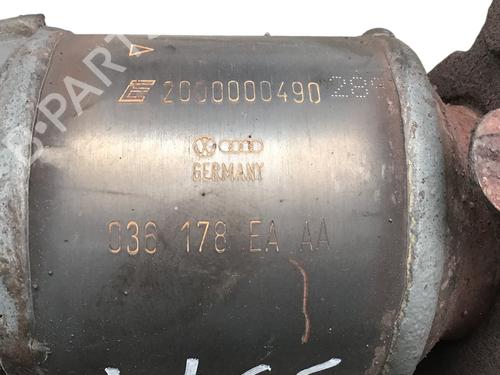 2000000490 28
GERMANY
036 178 EA AA
B-PARTS